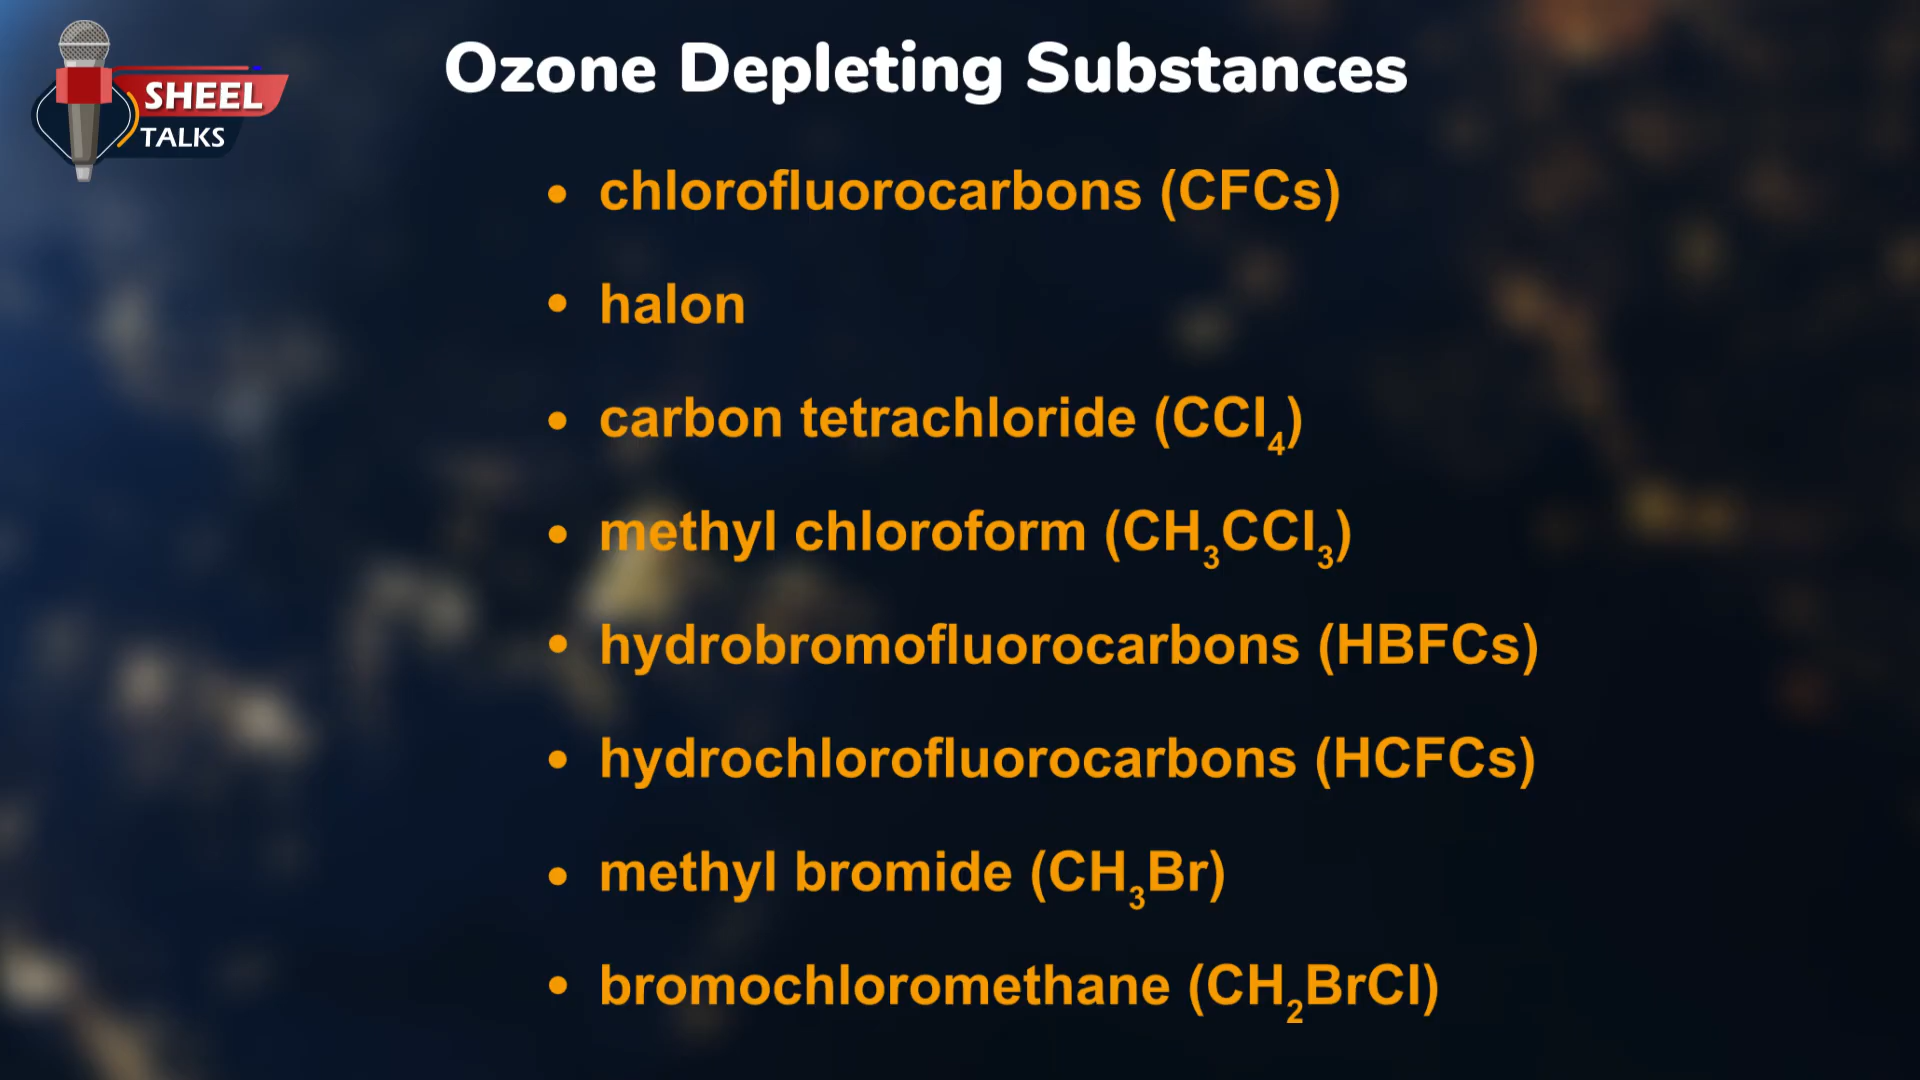 SHEEL
TALKS
Ozone Depleting Substances
• chlorofluorocarbons (CFCs)
• halon
• carbon tetrachloride (CCl₄)
• methyl chloroform (CH₃CCl₃)
• hydrobromofluorocarbons (HBFCs)
• hydrochlorofluorocarbons (HCFCs)
• methyl bromide (CH₃Br)
• bromochloromethane (CH₂BrCl)